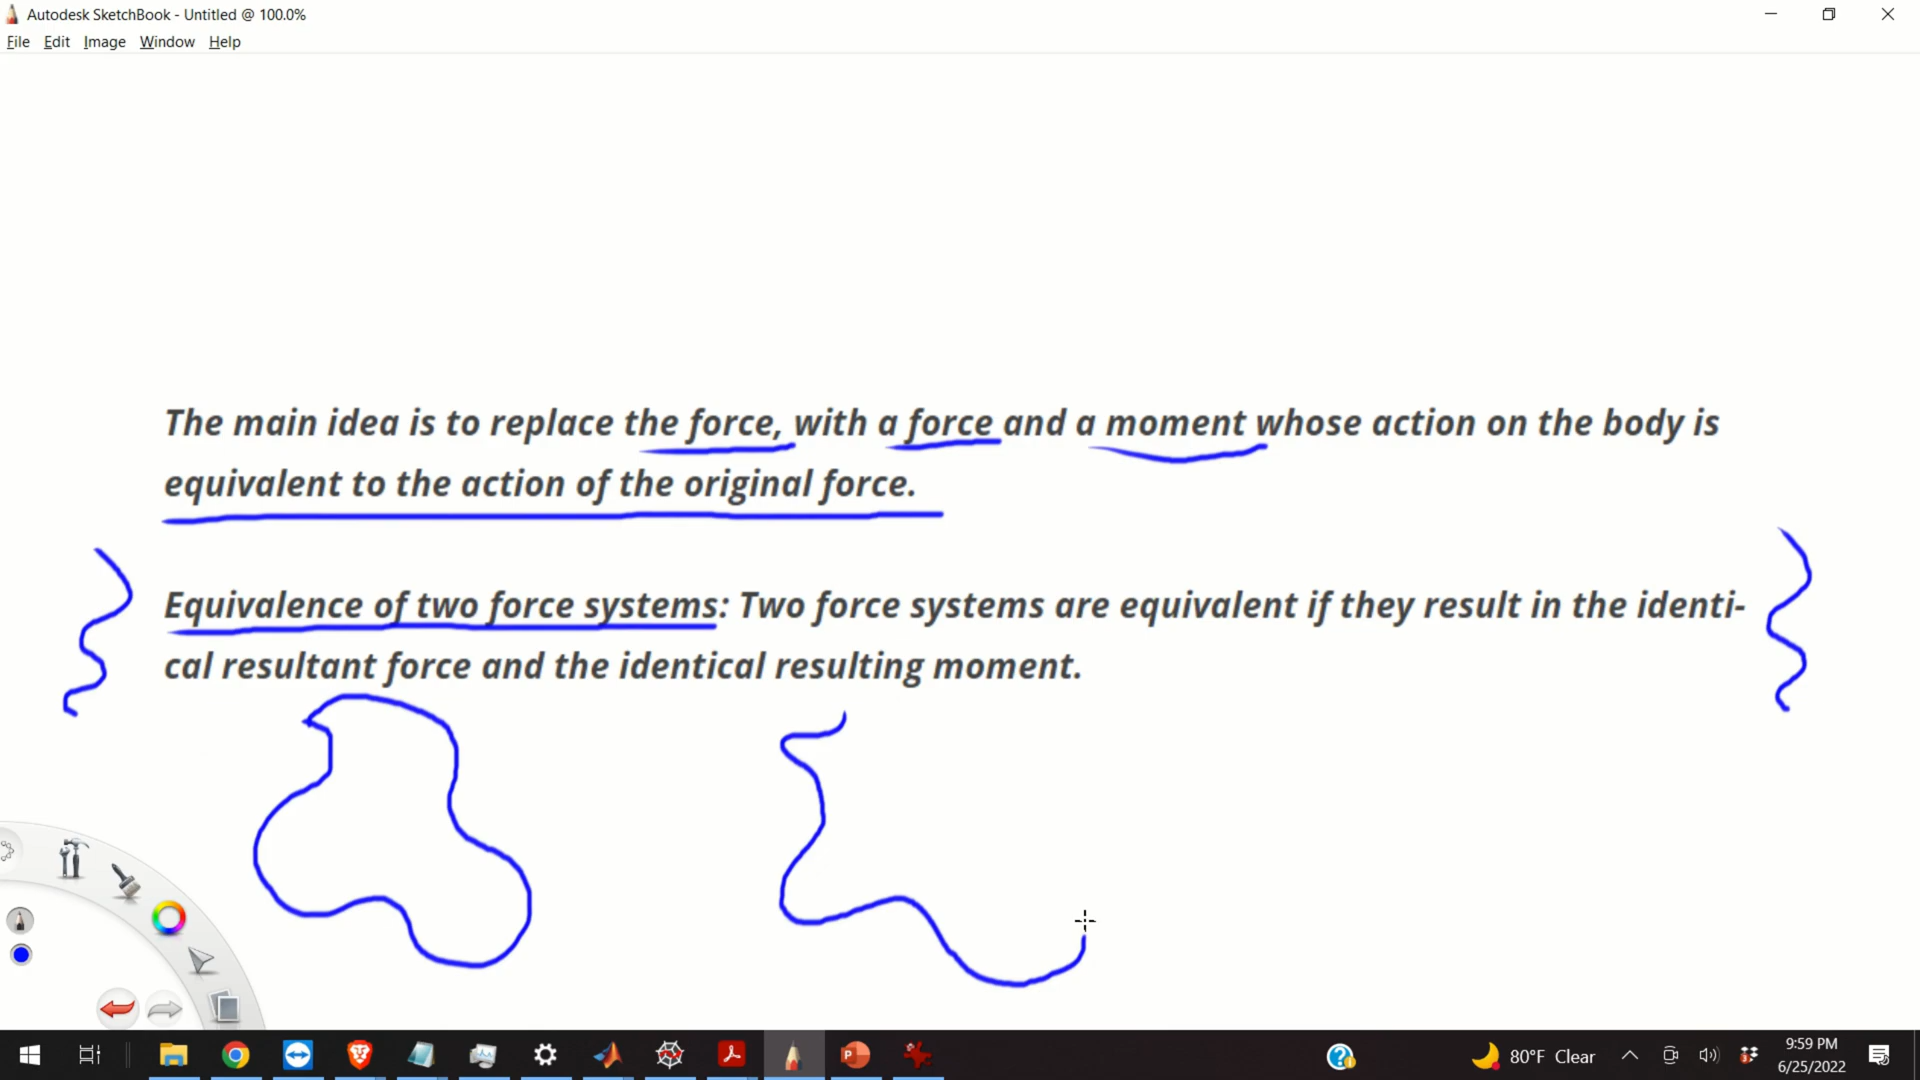 Autodesk SketchBook - Untitled @ 100.0%
File Edit Image Window Help
The main idea is to replace the force, with a force and a moment whose action on the body is
equivalent to the action of the original force.
Equivalence of two force systems: Two force systems are equivalent if they result in the identi-
cal resultant force and the identical resulting moment.
80°F Clear
9:59 PM
6/25/2022